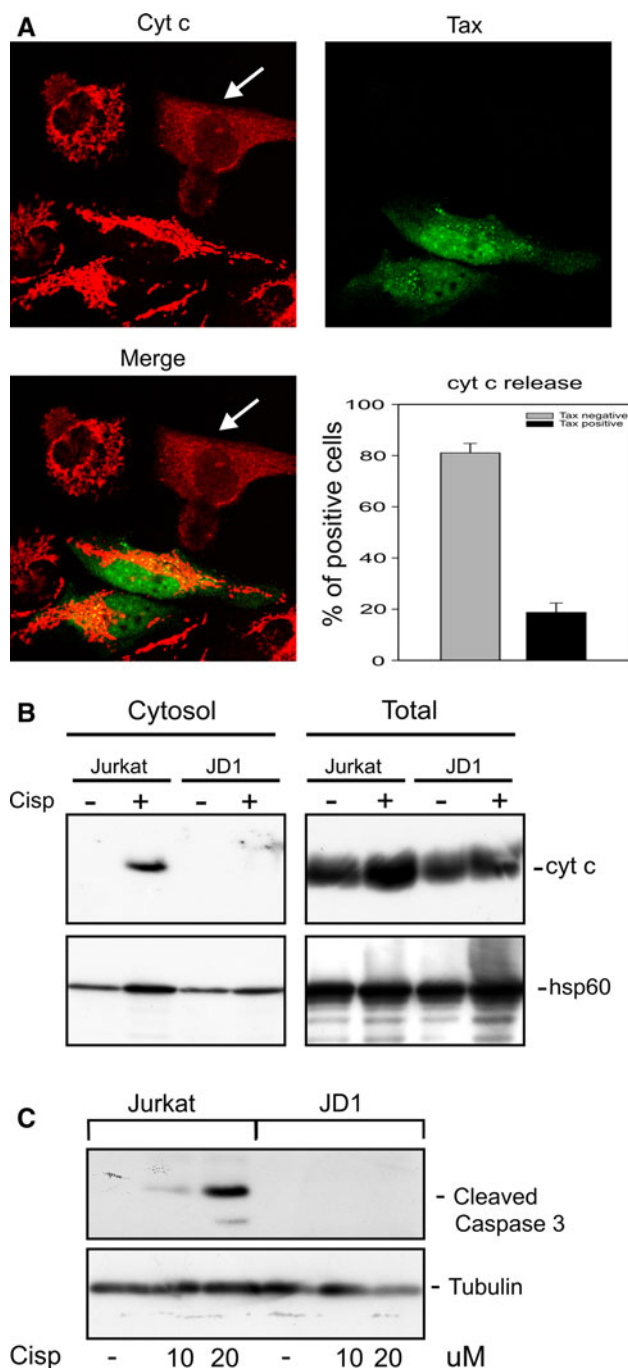 A
Cyt c
Tax
Merge
cyt c release
Tax negative
Tax positive
% of positive cells
100
80
60
40
20
0
B
Cytosol Total
Jurkat JD1 Jurkat JD1
Cisp - + - + - + - +
-cyt c
-hsp60
C
Jurkat JD1
- Cleaved
Caspase 3
- Tubulin
Cisp - 10 20 - 10 20 uM